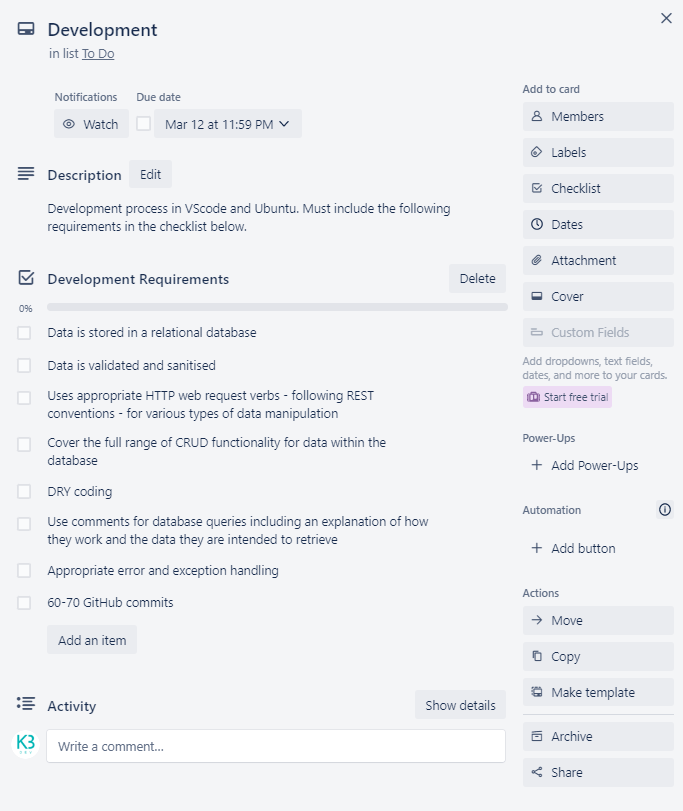 Development
in list To Do
Notifications
Due date
Watch
Mar 12 at 11:59 PM
Description
Edit
Development process in VScode and Ubuntu. Must include the following
requirements in the checklist below.
Development Requirements
Delete
0%
Data is stored in a relational database
Data is validated and sanitised
Uses appropriate HTTP web request verbs - following REST
conventions - for various types of data manipulation
Cover the full range of CRUD functionality for data within the
database
DRY coding
Use comments for database queries including an explanation of how
they work and the data they are intended to retrieve
Appropriate error and exception handling
60-70 GitHub commits
Add an item
Activity
Show details
K3
Write a comment...
Add to card
Members
Labels
Checklist
Dates
Attachment
Cover
Custom Fields
Add dropdowns, text fields,
dates, and more to your cards.
Start free trial
Power-Ups
+ Add Power-Ups
Automation
+ Add button
Actions
Move
Copy
Make template
Archive
Share